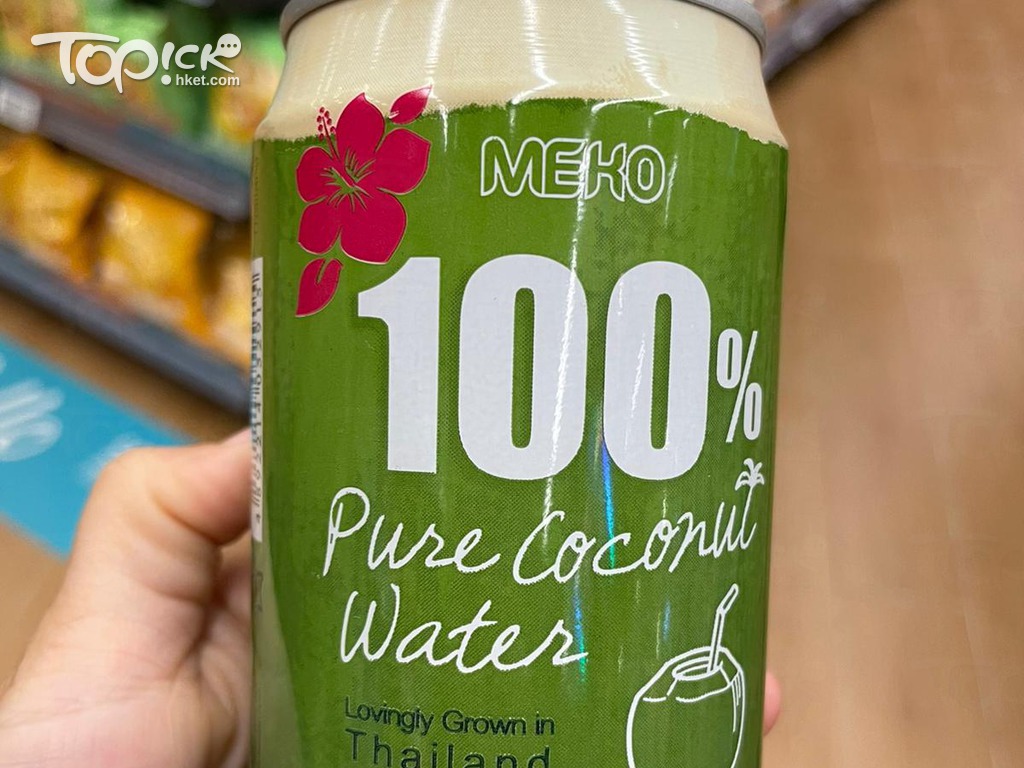 TOPICK
hket.com
MEKO
100%
Pure Coconut
Water
Lovingly Grown in
Thailand